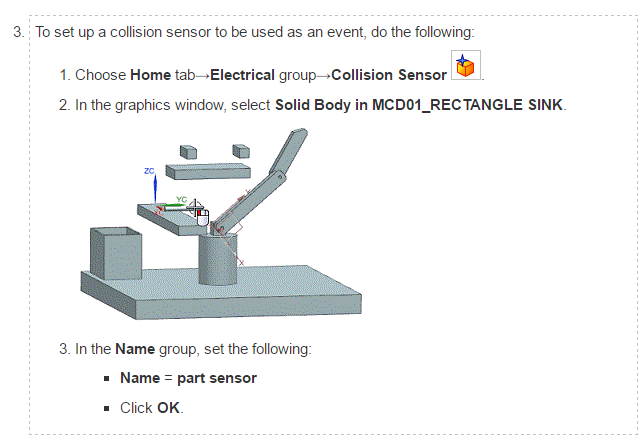 3. To set up a collision sensor to be used as an event, do the following:
1. Choose Home tab→Electrical group→Collision Sensor .
2. In the graphics window, select Solid Body in MCD01_RECTANGLE SINK.
ZC
YC
X
3. In the Name group, set the following:
▪ Name = part sensor
▪ Click OK.